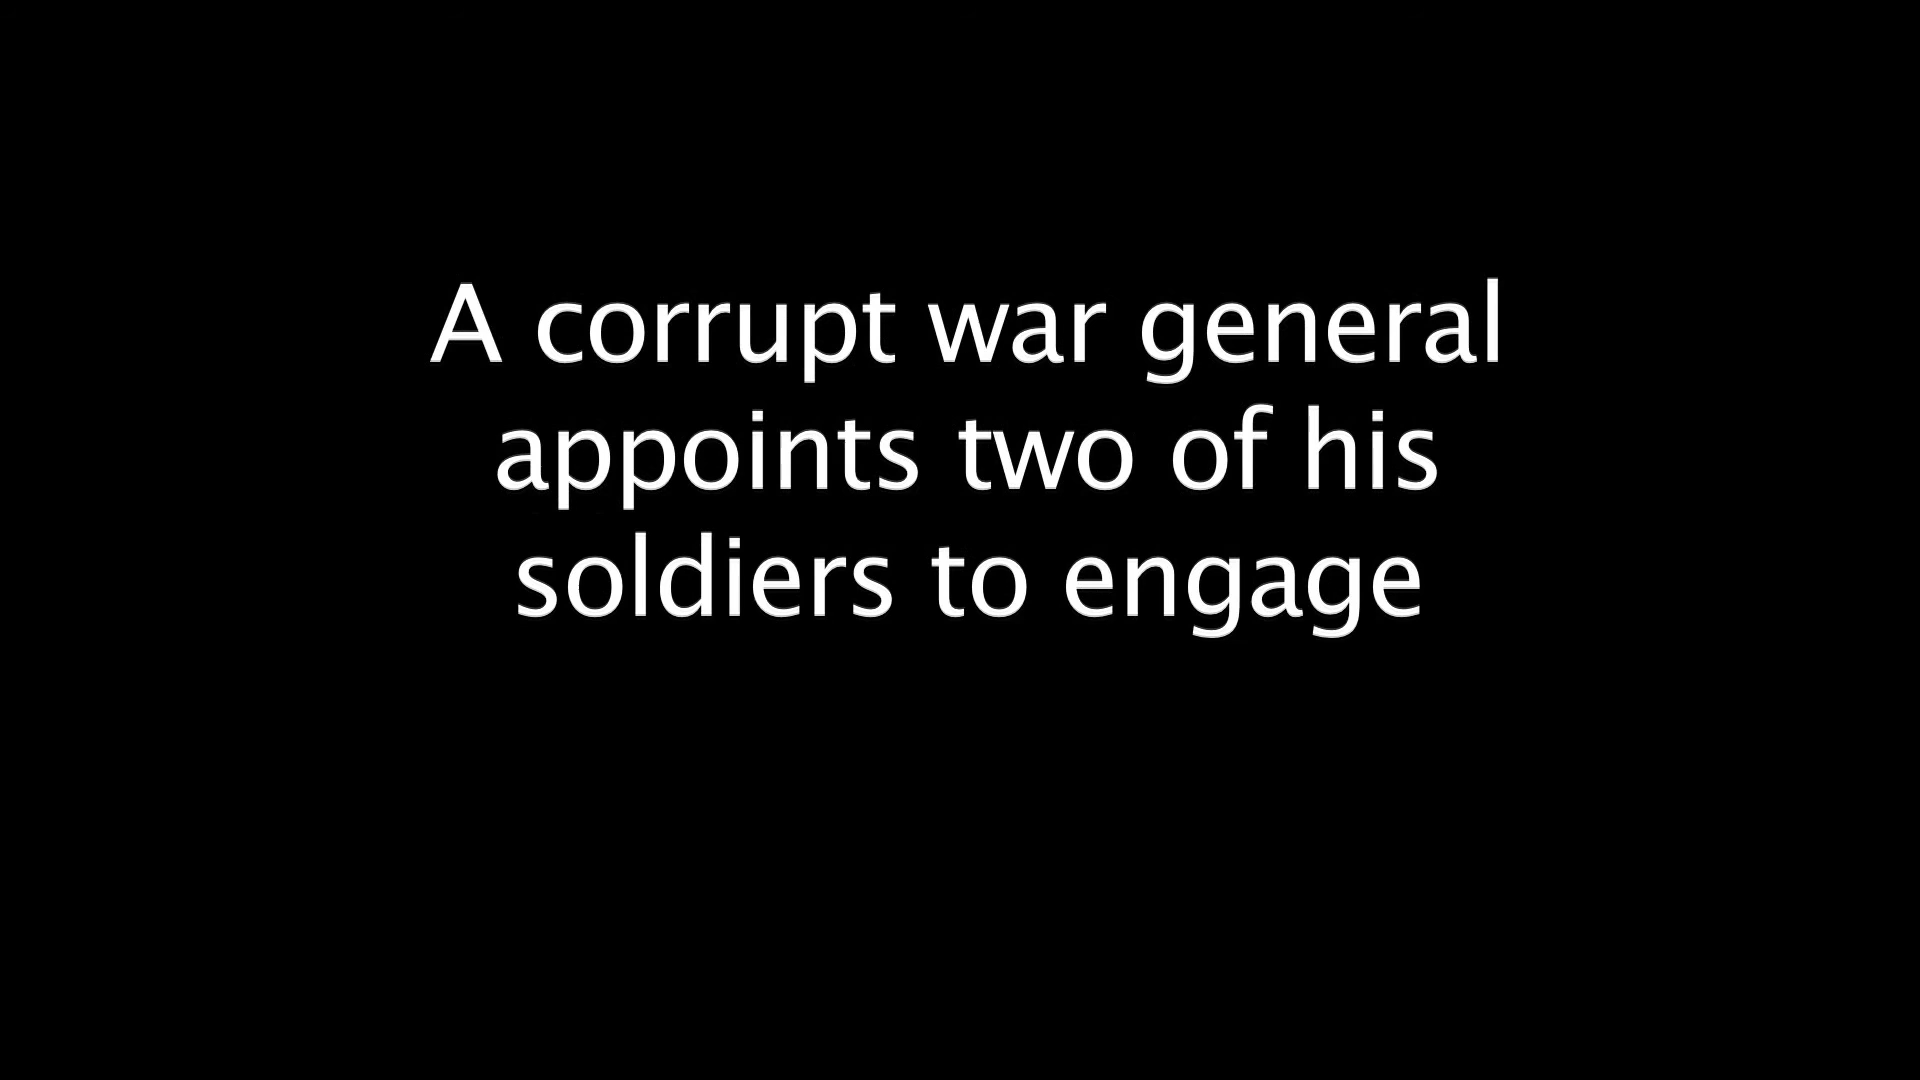 A corrupt war general
appoints two of his
soldiers to engage